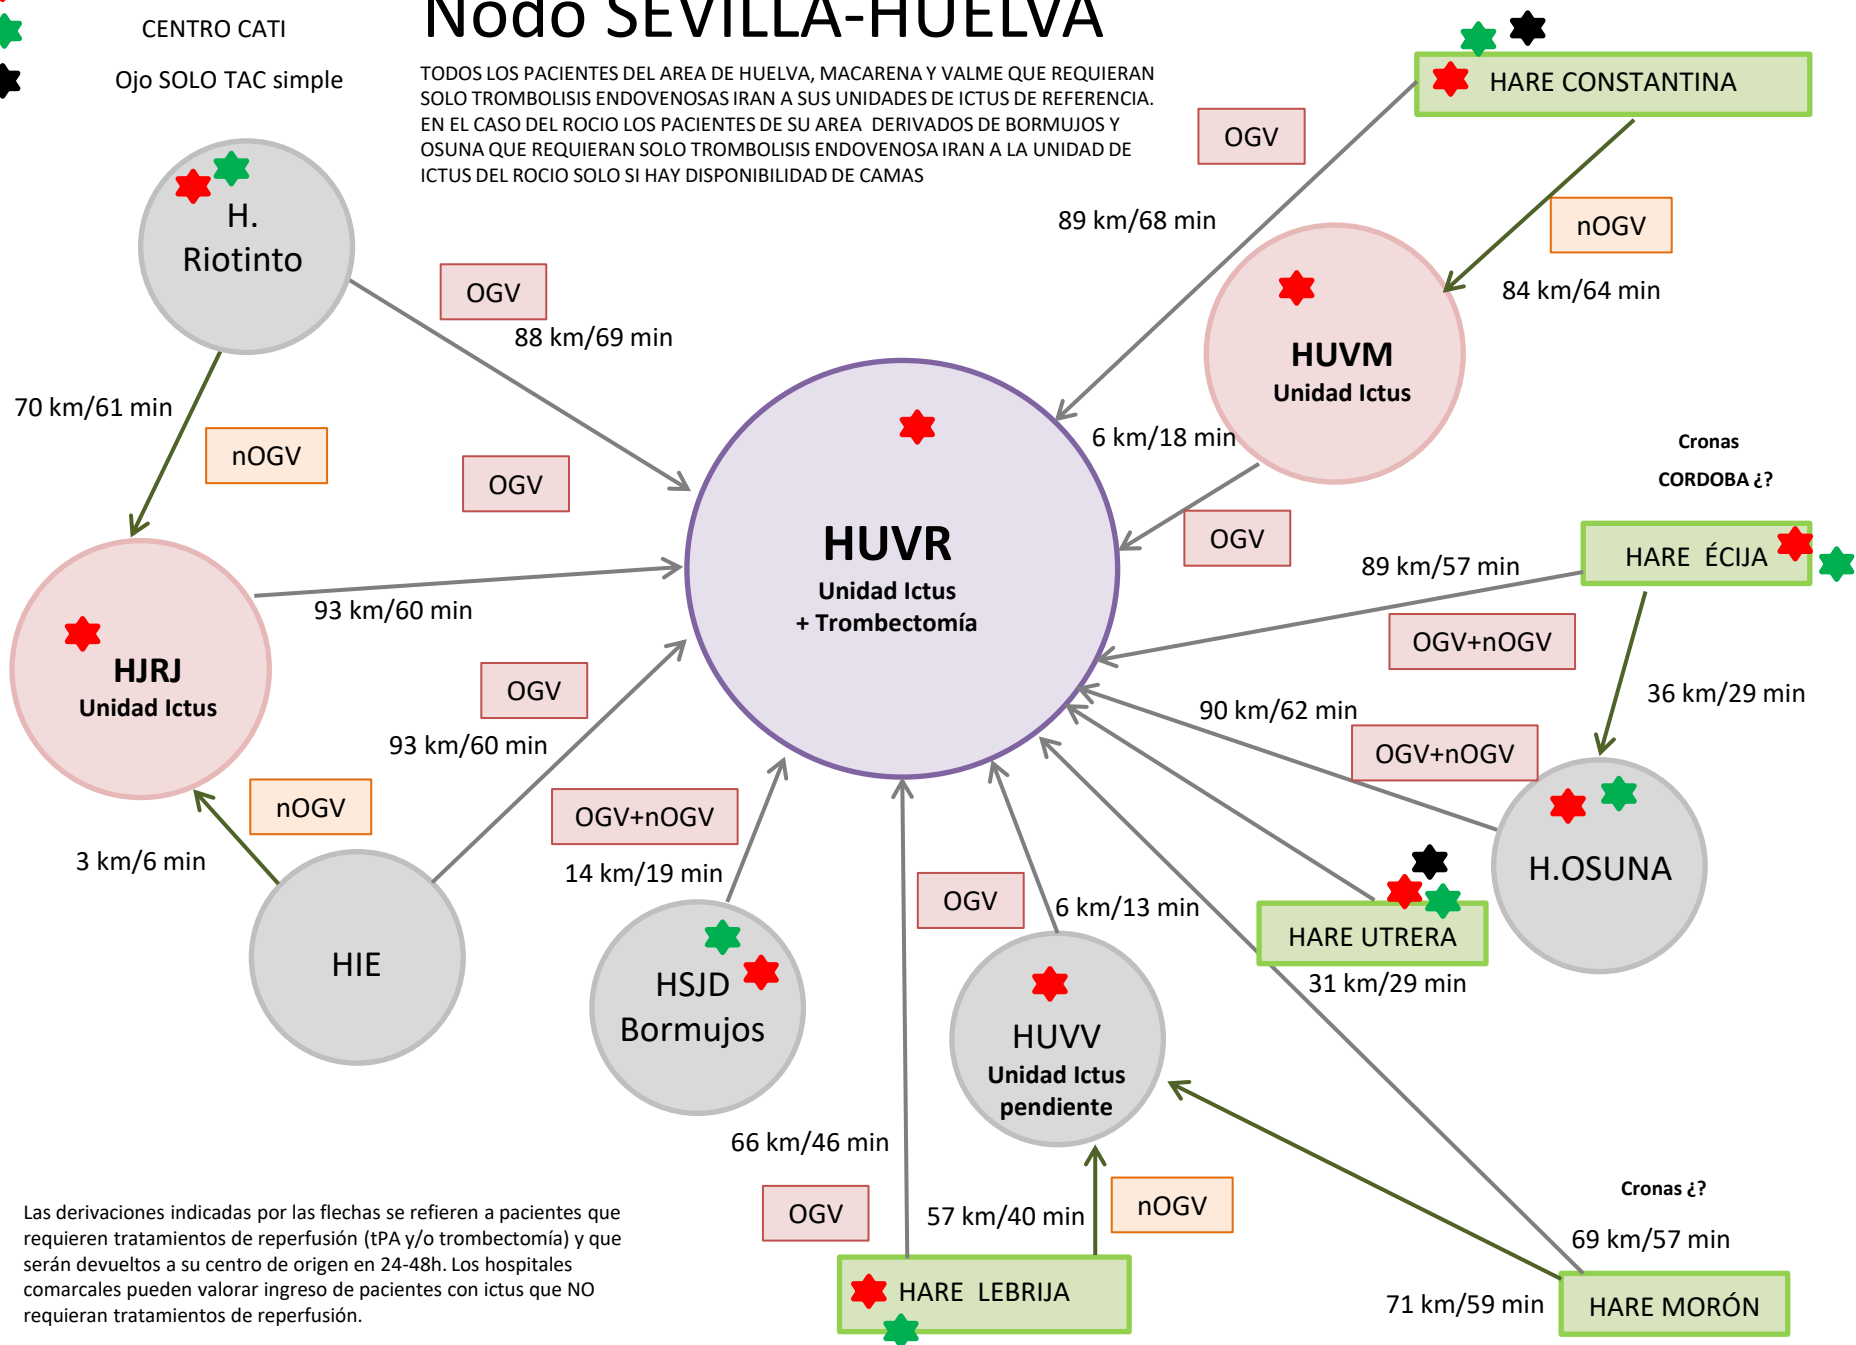 Nodo SEVILLA-HUELVA
CENTRO CATI
Ojo SOLO TAC simple
TODOS LOS PACIENTES DEL AREA DE HUELVA, MACARENA Y VALME QUE REQUIERAN
SOLO TROMBOLISIS ENDOVENOSAS IRAN A SUS UNIDADES DE ICTUS DE REFERENCIA.
EN EL CASO DEL ROCIO LOS PACIENTES DE SU AREA DERIVADOS DE BORMUJOS Y
OSUNA QUE REQUIERAN SOLO TROMBOLISIS ENDOVENOSA IRAN A LA UNIDAD DE
ICTUS DEL ROCIO SOLO SI HAY DISPONIBILIDAD DE CAMAS
HARE CONSTANTINA
OGV
89 km/68 min
nOGV
84 km/64 min
H.
Riotinto
OGV
88 km/69 min
70 km/61 min
nOGV
HUVM
Unidad Ictus
6 km/18 min
OGV
Cronas
CORDOBA ¿?
HARE ÉCIJA
89 km/57 min
OGV+nOGV
36 km/29 min
OGV
93 km/60 min
HUVR
Unidad Ictus
+ Trombectomía
HJRJ
Unidad Ictus
OGV
93 km/60 min
nOGV
3 km/6 min
HIE
90 km/62 min
OGV+nOGV
H.OSUNA
OGV+nOGV
14 km/19 min
HSJD
Bormujos
OGV
6 km/13 min
HARE UTRERA
31 km/29 min
HUVV
Unidad Ictus
pendiente
66 km/46 min
OGV
57 km/40 min
nOGV
HARE LEBRIJA
Cronas ¿?
69 km/57 min
71 km/59 min
HARE MORÓN
Las derivaciones indicadas por las flechas se refieren a pacientes que
requieren tratamientos de reperfusión (tPA y/o trombectomía) y que
serán devueltos a su centro de origen en 24-48h. Los hospitales
comarcales pueden valorar ingreso de pacientes con ictus que NO
requieran tratamientos de reperfusión.